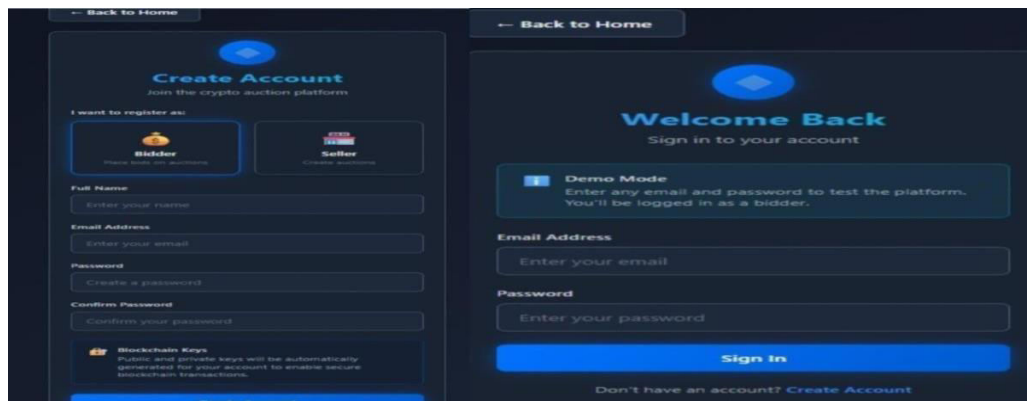 ← Back to Home
Create Account
Join the crypto auction platform
I want to register as:
Bidder
Place bids on auctions
Seller
Create auctions
Full Name
Enter your name
Email Address
Enter your email
Password
Create a password
Confirm Password
Confirm your password
Blockchain Keys
Public and private keys will be automatically
generated for your account to enable secure
blockchain transactions.
← Back to Home
Welcome Back
Sign in to your account
Demo Mode
Enter any email and password to test the platform.
You'll be logged in as a bidder.
Email Address
Enter your email
Password
Enter your password
Sign In
Don't have an account? Create Account